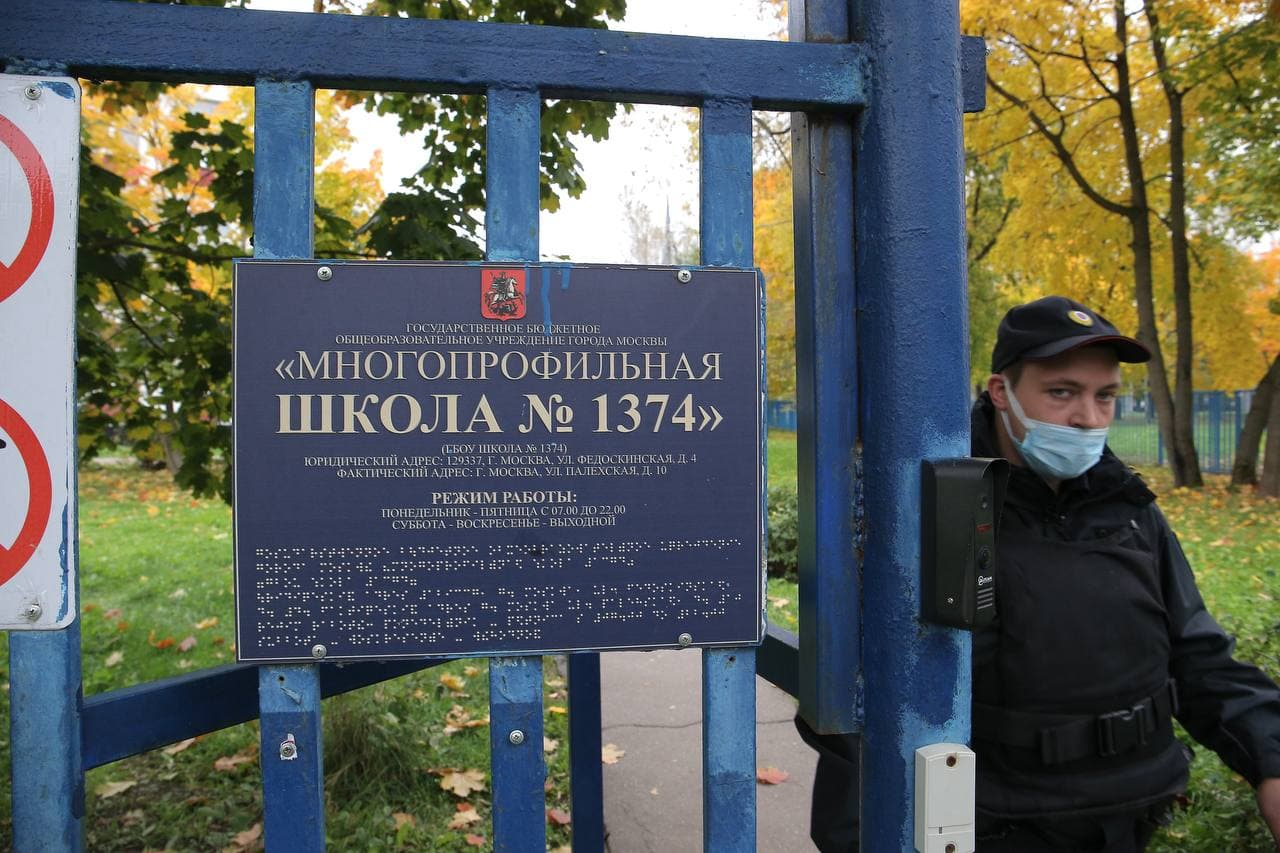 ГОСУДАРСТВЕННОЕ БЮДЖЕТНОЕ
ОБЩЕОБРАЗОВАТЕЛЬНОЕ УЧРЕЖДЕНИЕ ГОРОДА МОСКВЫ
«МНОГОПРОФИЛЬНАЯ
ШКОЛА № 1374»
(ГБОУ ШКОЛА № 1374)
ЮРИДИЧЕСКИЙ АДРЕС: 129337, Г. МОСКВА, УЛ. ФЕДОСКИНСКАЯ, Д. 4
ФАКТИЧЕСКИЙ АДРЕС: Г. МОСКВА, УЛ. ПАЛЕХСКАЯ, Д. 10
РЕЖИМ РАБОТЫ:
ПОНЕДЕЛЬНИК - ПЯТНИЦА С 07.00 ДО 22.00
СУББОТА - ВОСКРЕСЕНЬЕ - ВЫХОДНОЙ